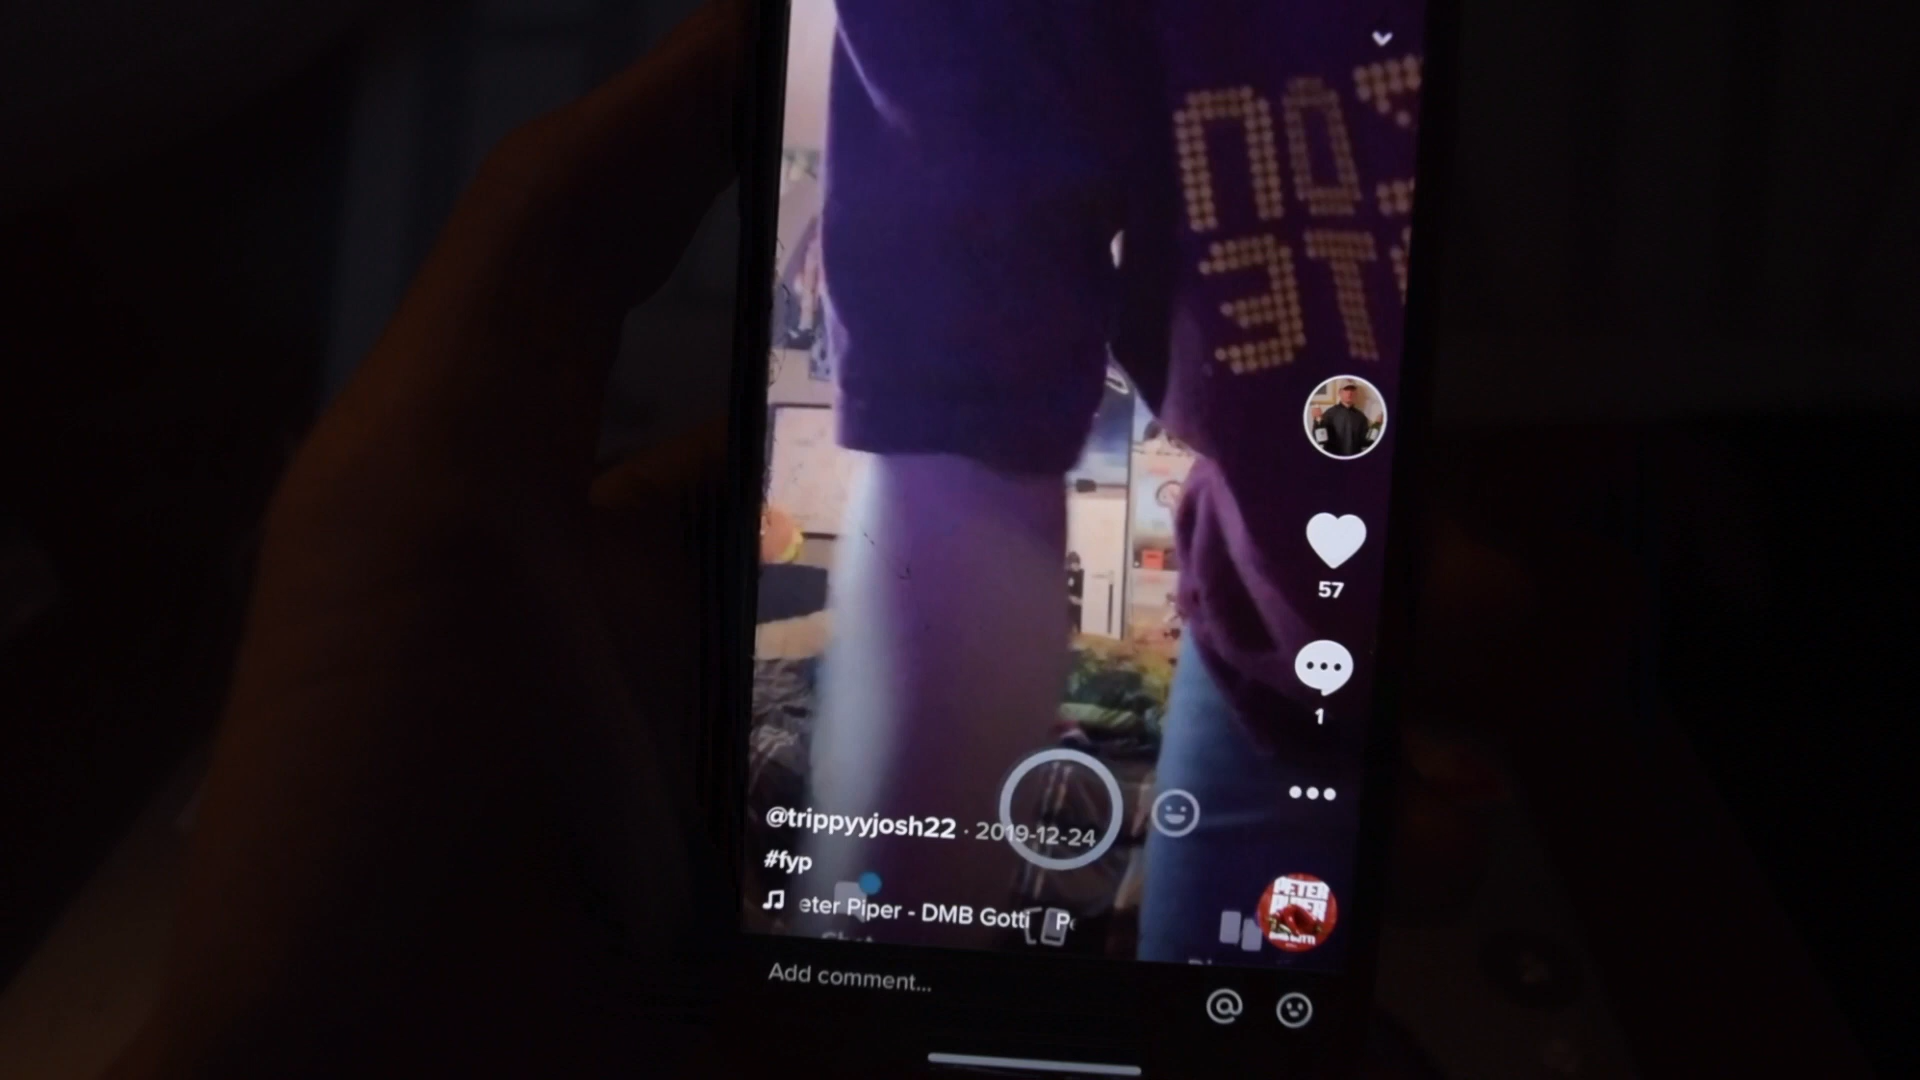 57
1
@trippyyjosh22 · 2019-12-24
#fyp
eter Piper - DMB Gotti
Add comment...
PETER
PIPER